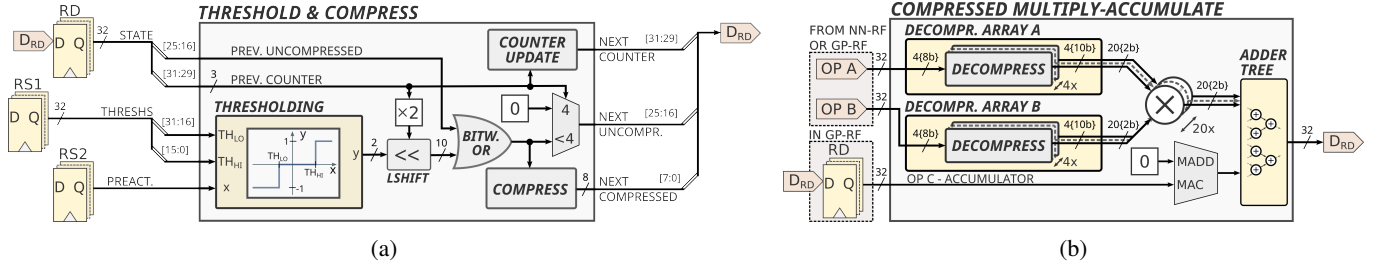 THRESHOLD & COMPRESS
RD
D_RD
D Q
32
STATE
[25:16]
PREV. UNCOMPRESSED
[31:29]
3
PREV. COUNTER
RS1
D Q
32
THRESHS
[31:16]
[15:0]
RS2
D Q
PREACT.
THRESHOLDING
TH_LO
TH_HI
x
y
1
TH_LO
TH_HI
x
-1
y
2
×2
<<
LSHIFT
10
BITW.
OR
COUNTER
UPDATE
0
4
<4
COMPRESS
8
NEXT
COUNTER
[31:29]
NEXT
UNCOMPR.
[25:16]
NEXT
COMPRESSED
[7:0]
32
D_RD
(a)
COMPRESSED MULTIPLY-ACCUMULATE
FROM NN-RF
OR GP-RF
OP A
32
OP B
32
IN GP-RF
RD
D_RD
D Q
32
DECOMPR. ARRAY A
4{8b}
DECOMPRESS
4{10b}
20{2b}
4x
DECOMPR. ARRAY B
4{8b}
DECOMPRESS
4{10b}
20{2b}
4x
×
20{2b}
20x
0
MADD
MAC
OP C - ACCUMULATOR
ADDER
TREE
32
D_RD
(b)